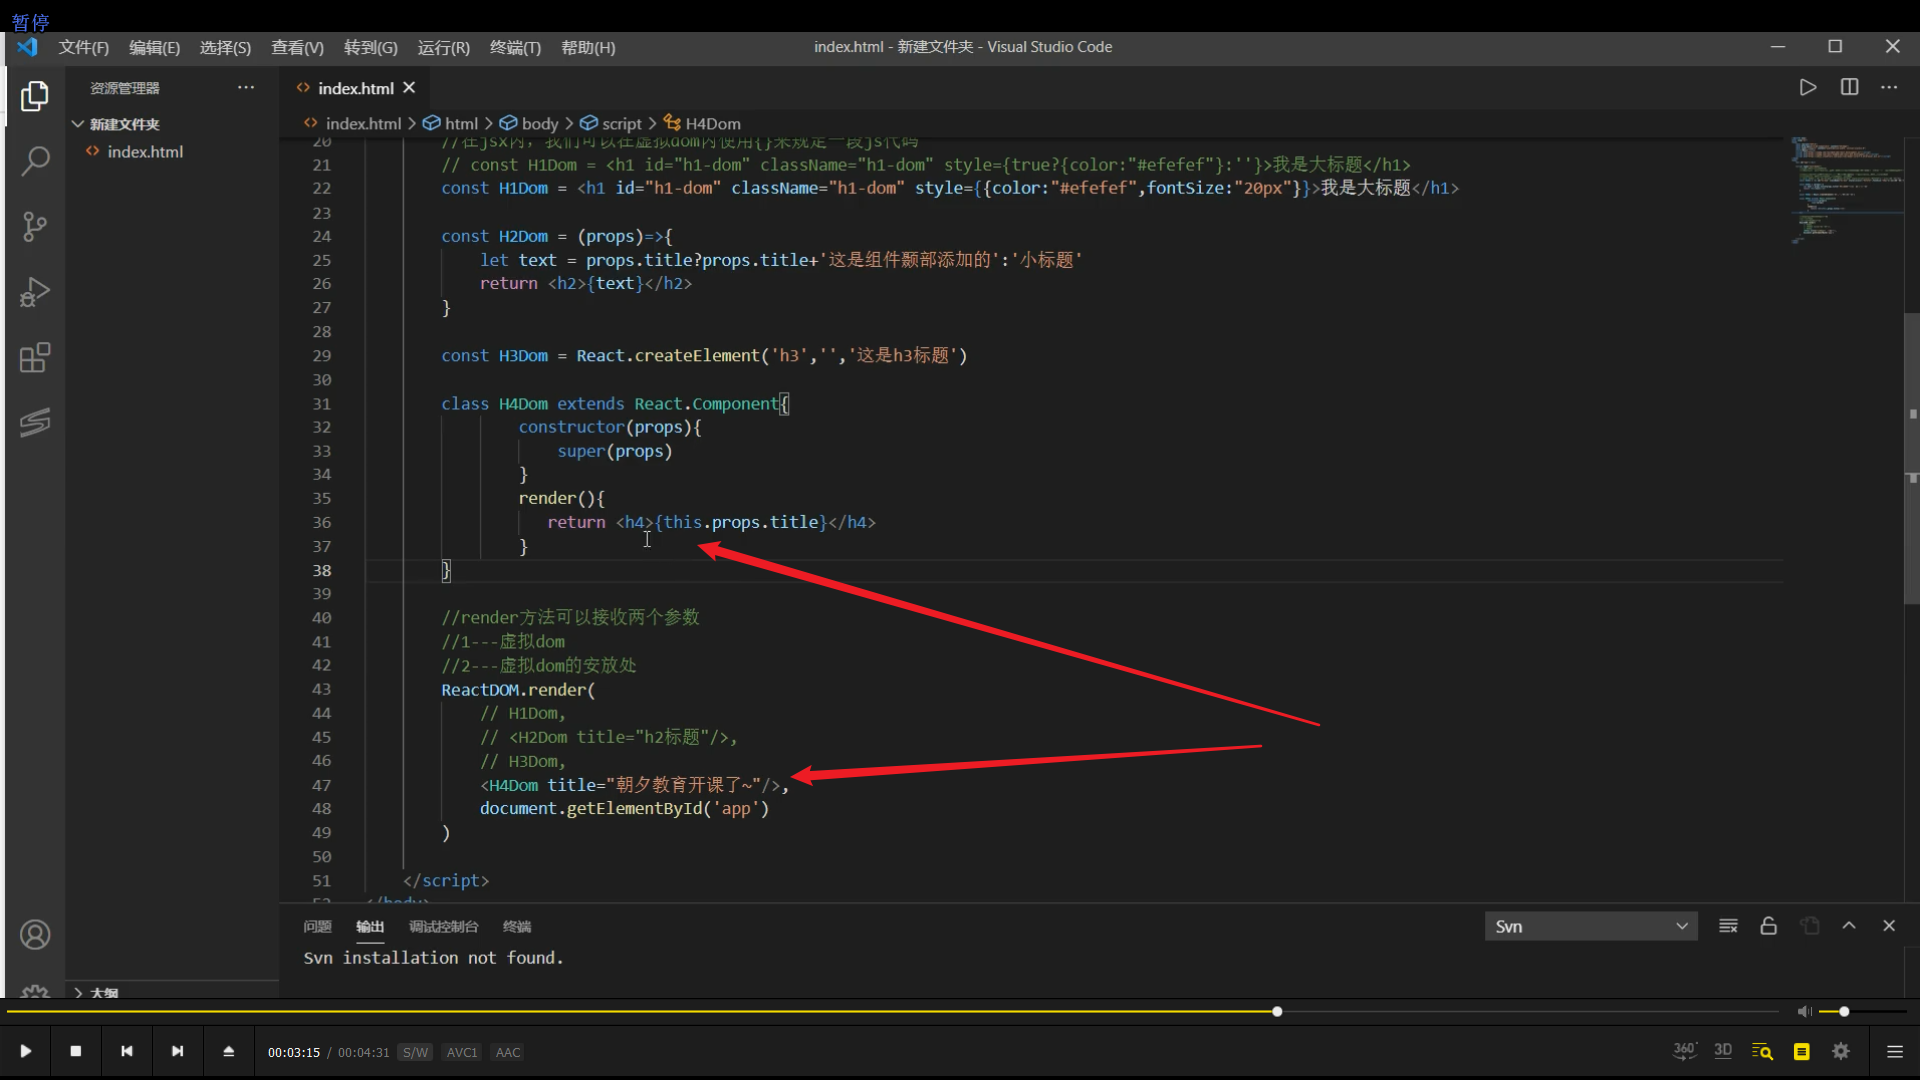 暂停
文件(F) 编辑(E) 选择(S) 查看(V) 转到(G) 运行(R) 终端(T) 帮助(H) index.html - 新建文件夹 - Visual Studio Code
资源管理器 ··· index.html
新建文件夹
index.html
index.html > html > body > script > H4Dom
20 //在jsx内，我们可以在虚拟dom内使用{}来规定一段js代码
21 // const H1Dom = <h1 id="h1-dom" className="h1-dom" style={true?{color:"#efefef"}:''}>我是大标题</h1>
22 const H1Dom = <h1 id="h1-dom" className="h1-dom" style={{color:"#efefef",fontSize:"20px"}}>我是大标题</h1>
23
24 const H2Dom = (props)=>{
25 let text = props.title?props.title+'这是组件颞部添加的':'小标题'
26 return <h2>{text}</h2>
27 }
28
29 const H3Dom = React.createElement('h3','','这是h3标题')
30
31 class H4Dom extends React.Component{
32 constructor(props){
33 super(props)
34 }
35 render(){
36 return <h4>{this.props.title}</h4>
37 }
38 }
39
40 //render方法可以接收两个参数
41 //1---虚拟dom
42 //2---虚拟dom的安放处
43 ReactDOM.render(
44 // H1Dom,
45 // <H2Dom title="h2标题"/>,
46 // H3Dom,
47 <H4Dom title="朝夕教育开课了~"/>,
48 document.getElementById('app')
49 )
50
51 </script>
52 </body>
问题 输出 调试控制台 终端 Svn
Svn installation not found.
大纲
00:03:15 / 00:04:31 S/W AVC1 AAC 360° 3D